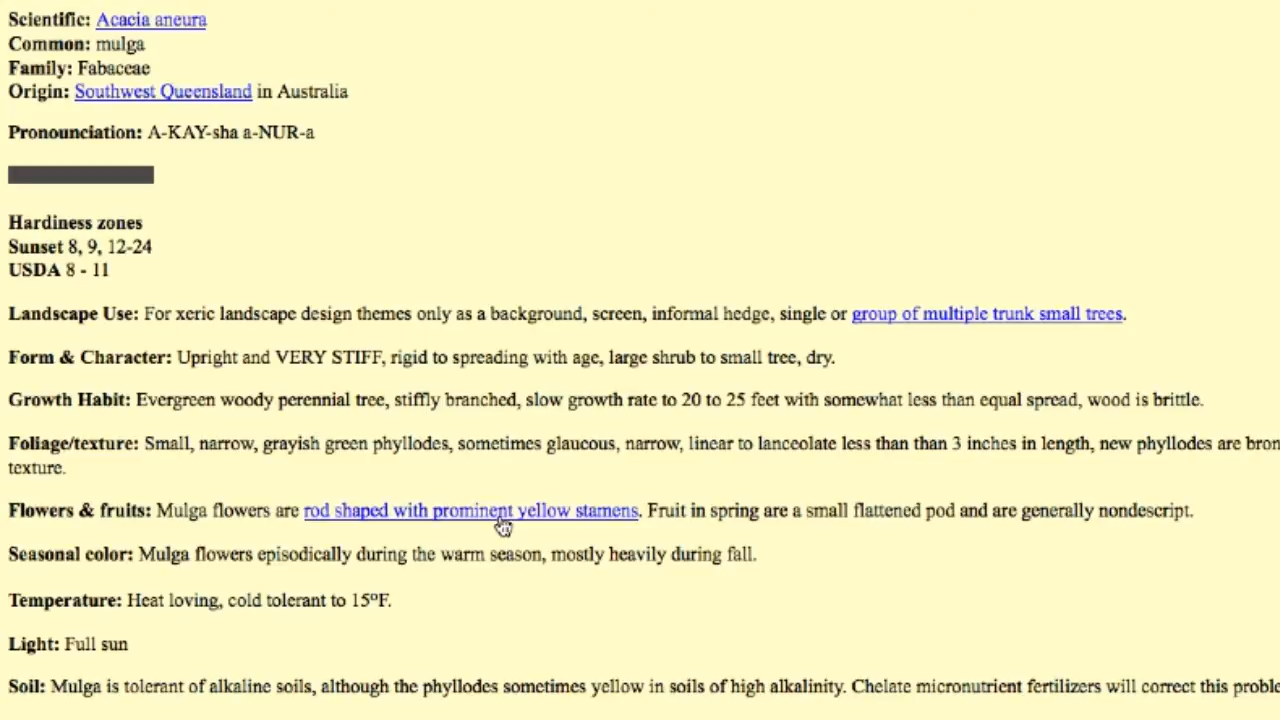 Scientific: Acacia aneura
Common: mulga
Family: Fabaceae
Origin: Southwest Queensland in Australia
Pronounciation: A-KAY-sha a-NUR-a
Hardiness zones
Sunset 8, 9, 12-24
USDA 8 - 11
Landscape Use: For xeric landscape design themes only as a background, screen, informal hedge, single or group of multiple trunk small trees.
Form & Character: Upright and VERY STIFF, rigid to spreading with age, large shrub to small tree, dry.
Growth Habit: Evergreen woody perennial tree, stiffly branched, slow growth rate to 20 to 25 feet with somewhat less than equal spread, wood is brittle.
Foliage/texture: Small, narrow, grayish green phyllodes, sometimes glaucous, narrow, linear to lanceolate less than than 3 inches in length, new phyllodes are
texture.
Flowers & fruits: Mulga flowers are rod shaped with prominent yellow stamens. Fruit in spring are a small flattened pod and are generally nondescript.
Seasonal color: Mulga flowers episodically during the warm season, mostly heavily during fall.
Temperature: Heat loving, cold tolerant to 15ºF.
Light: Full sun
Soil: Mulga is tolerant of alkaline soils, although the phyllodes sometimes yellow in soils of high alkalinity. Chelate micronutrient fertilizers will correct this